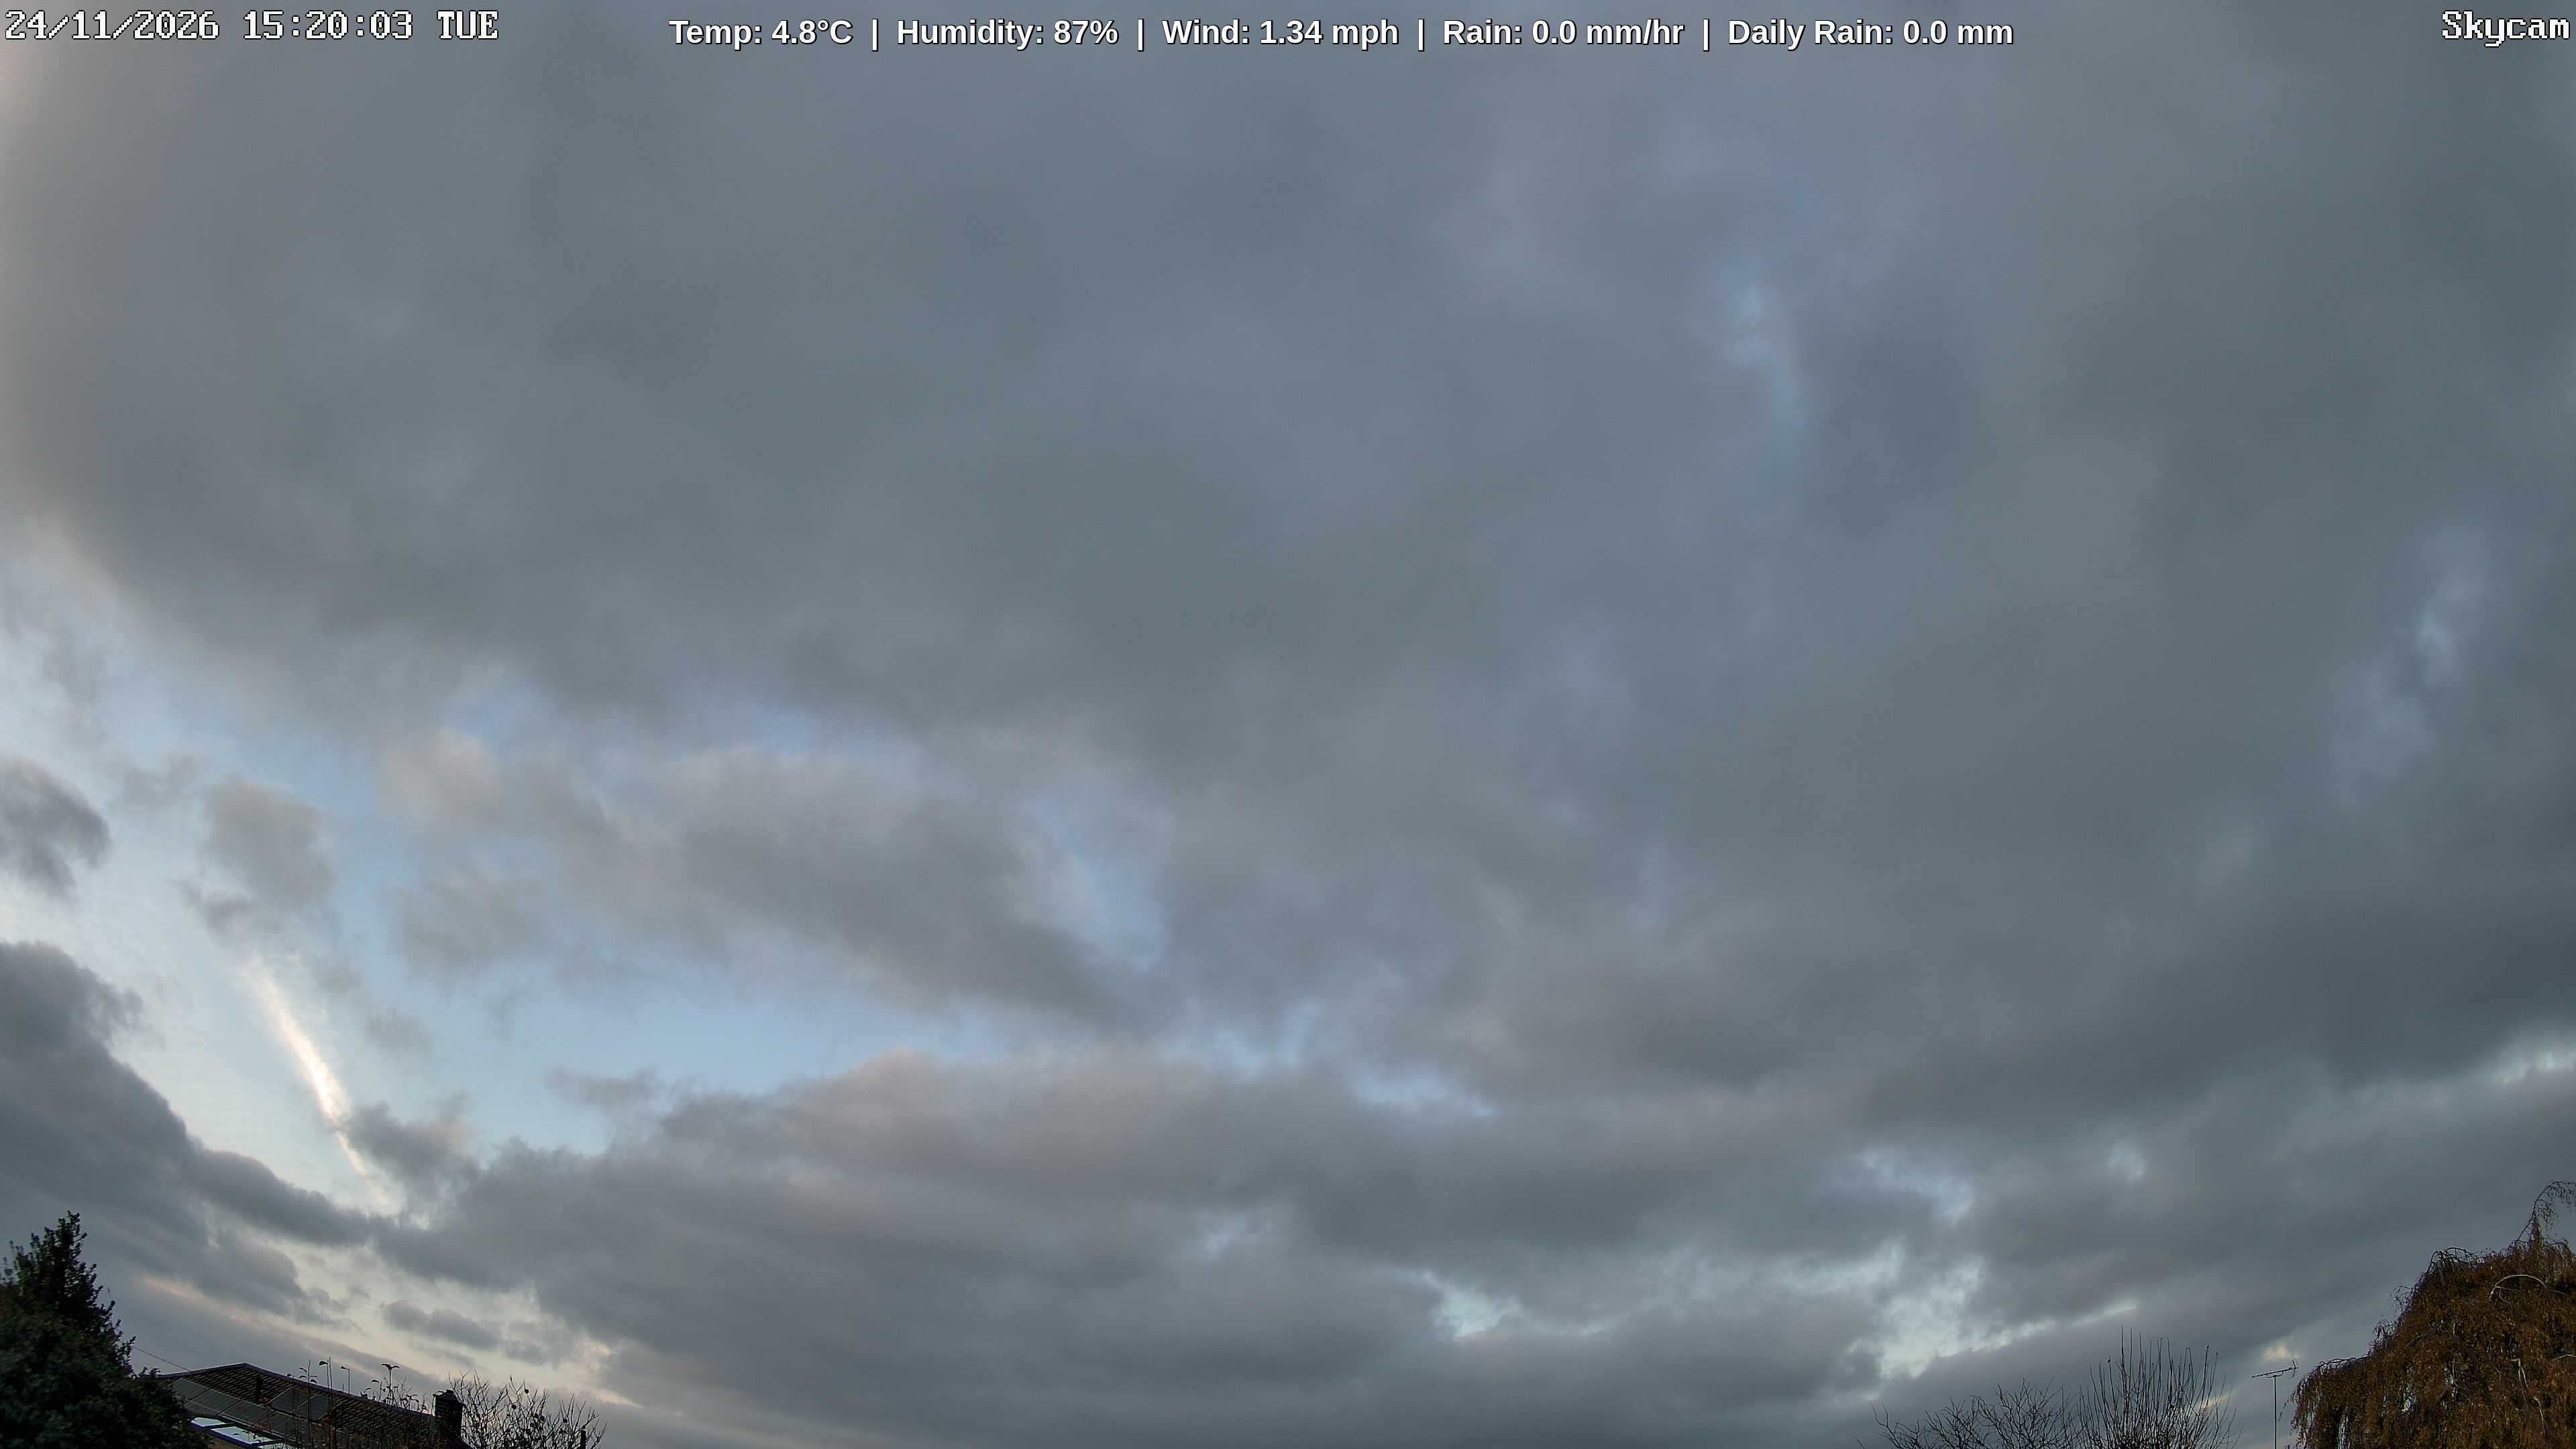 24/11/2026 15:20:03 TUE
Temp: 4.8°C | Humidity: 87% | Wind: 1.34 mph | Rain: 0.0 mm/hr | Daily Rain: 0.0 mm
Skycam